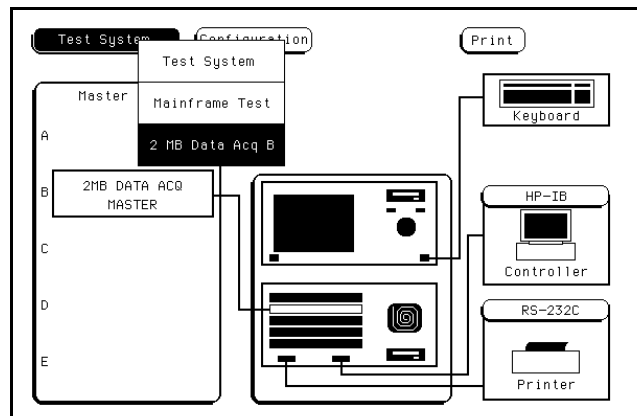 Test System
Configuration
Print
Test System
Mainframe Test
2 MB Data Acq B
Master
A
B
C
D
E
2MB DATA ACQ
MASTER
Keyboard
HP-IB
Controller
RS-232C
Printer